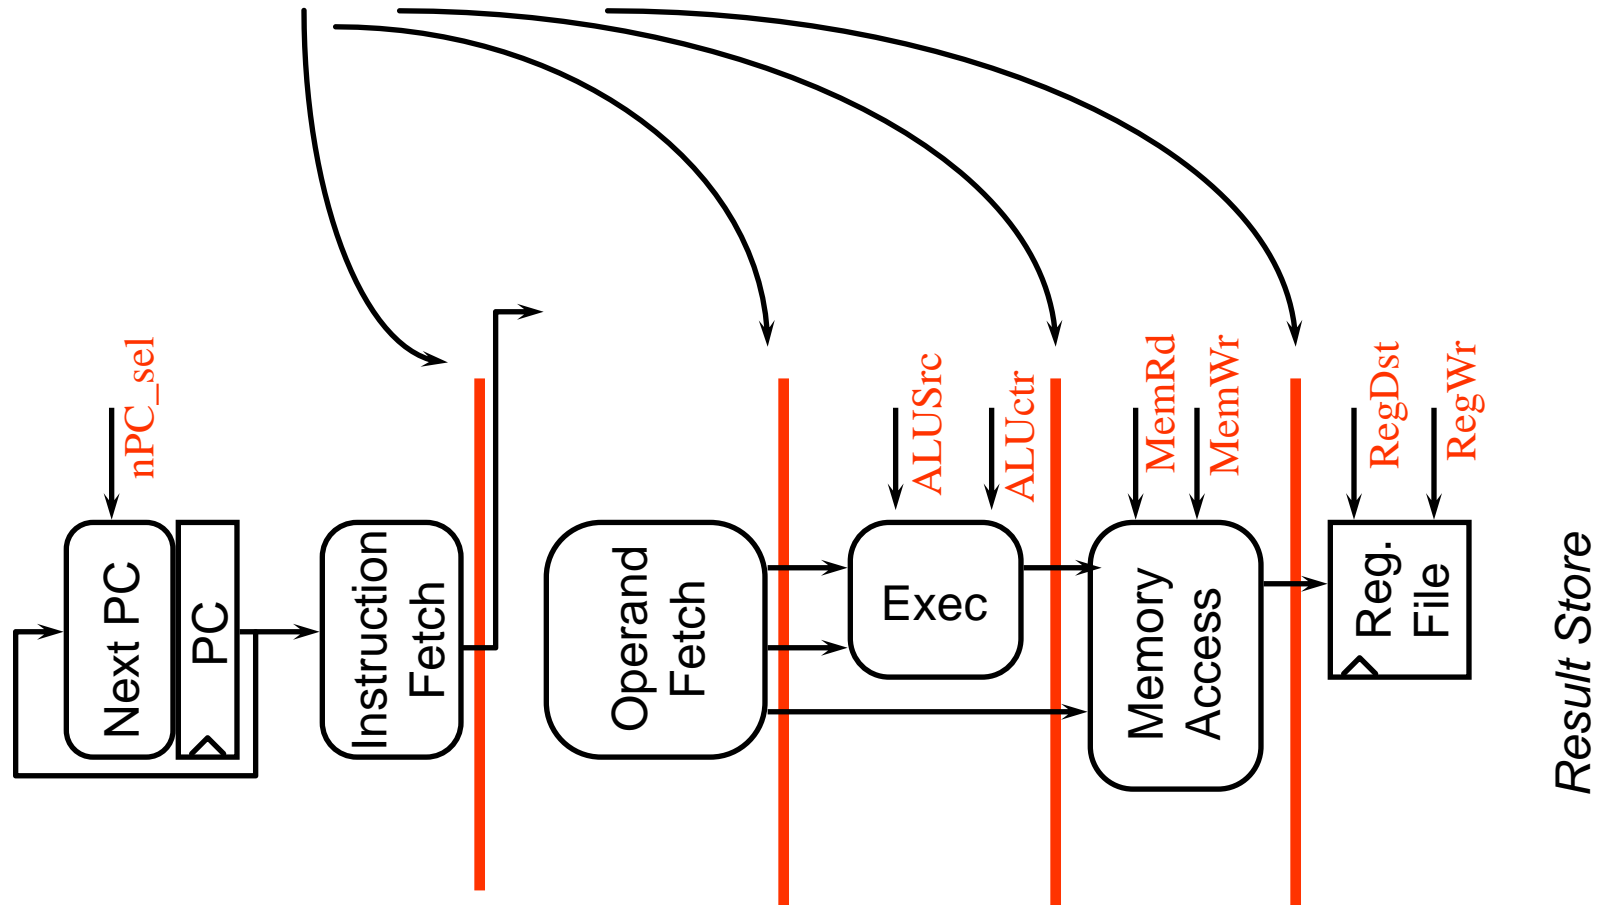 nPC_sel
Next PC
PC
Instruction
Fetch
Operand
Fetch
ALUSrc
ALUctr
Exec
MemRd
MemWr
Memory
Access
RegDst
RegWr
Reg.
File
Result Store